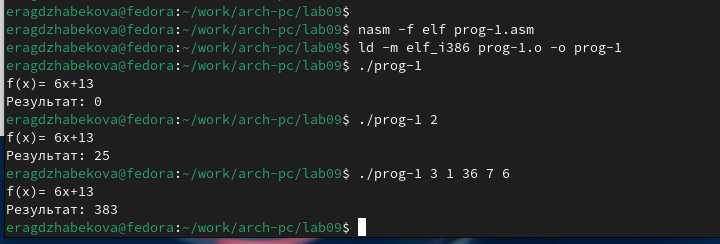 eragdzhabekova@fedora:~/work/arch-pc/lab09$
eragdzhabekova@fedora:~/work/arch-pc/lab09$ nasm -f elf prog-1.asm
eragdzhabekova@fedora:~/work/arch-pc/lab09$ ld -m elf_i386 prog-1.o -o prog-1
eragdzhabekova@fedora:~/work/arch-pc/lab09$ ./prog-1
f(x)= 6x+13
Результат: 0
eragdzhabekova@fedora:~/work/arch-pc/lab09$ ./prog-1 2
f(x)= 6x+13
Результат: 25
eragdzhabekova@fedora:~/work/arch-pc/lab09$ ./prog-1 3 1 36 7 6
f(x)= 6x+13
Результат: 383
eragdzhabekova@fedora:~/work/arch-pc/lab09$